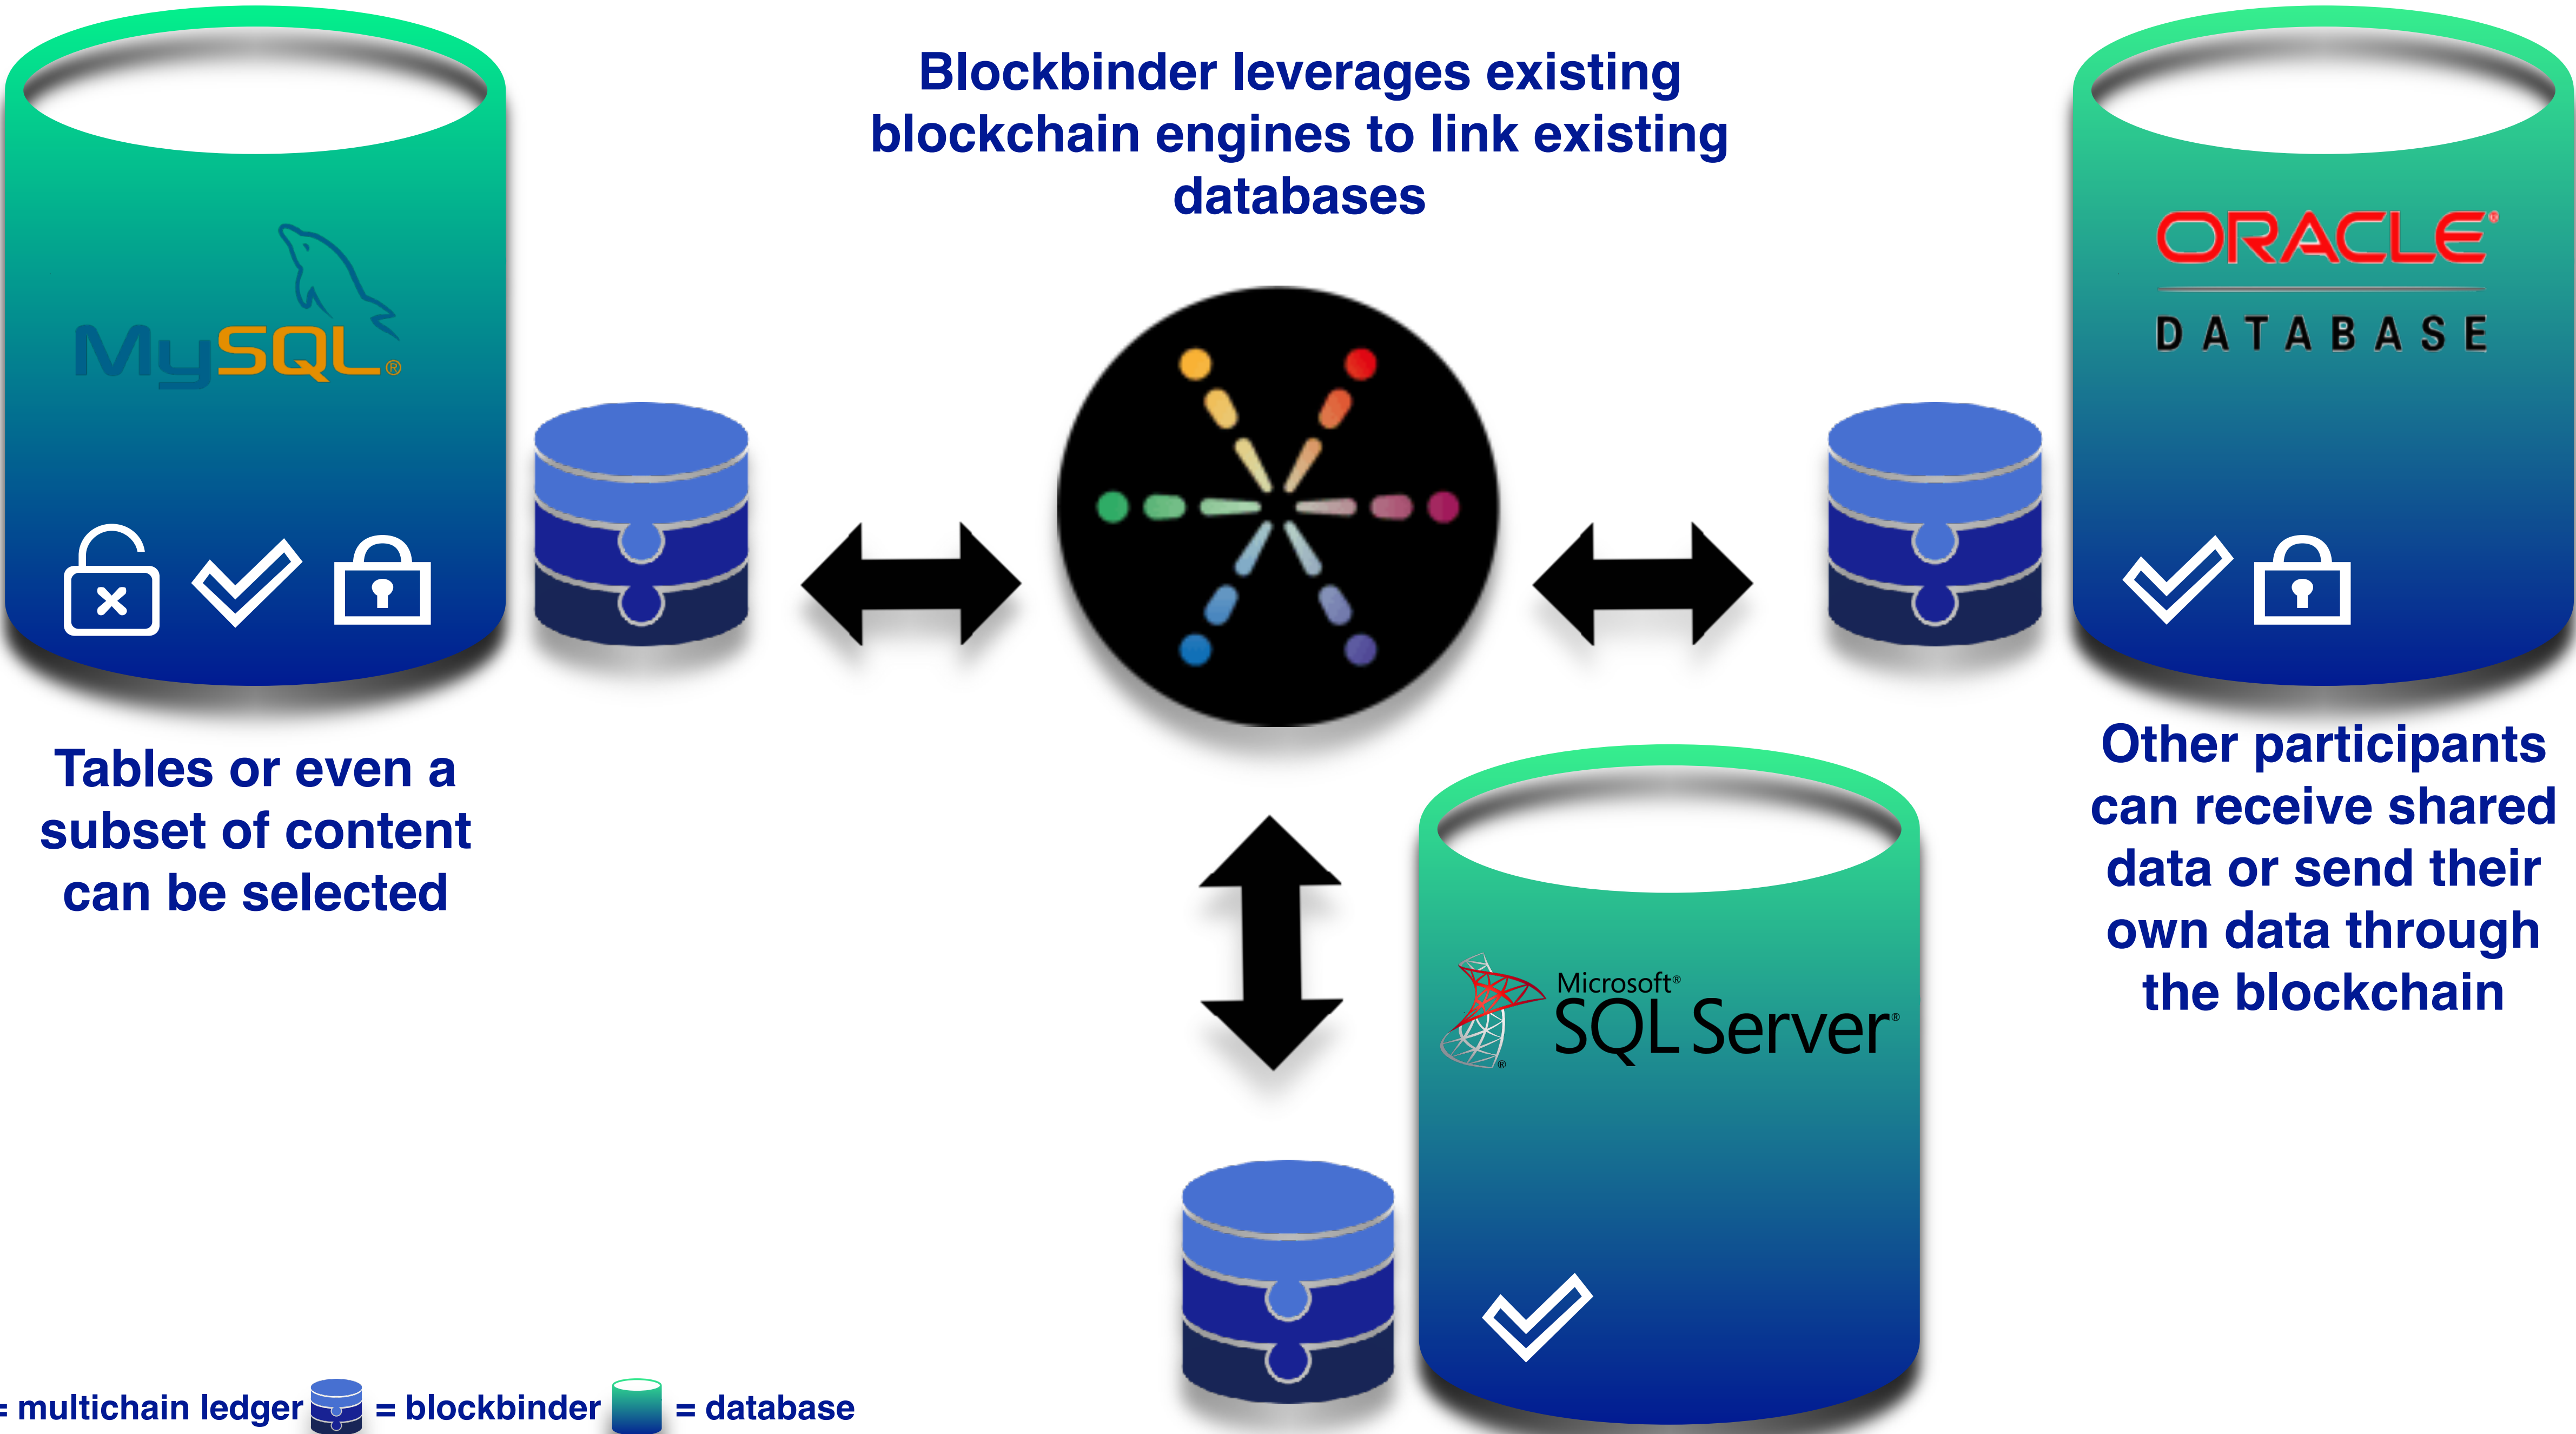 Blockbinder leverages existing
blockchain engines to link existing
databases
MySQL®
ORACLE®
DATABASE
Tables or even a
subset of content
can be selected
Other participants
can receive shared
data or send their
own data through
the blockchain
Microsoft®
SQL Server®
®
= multichain ledger = blockbinder = database